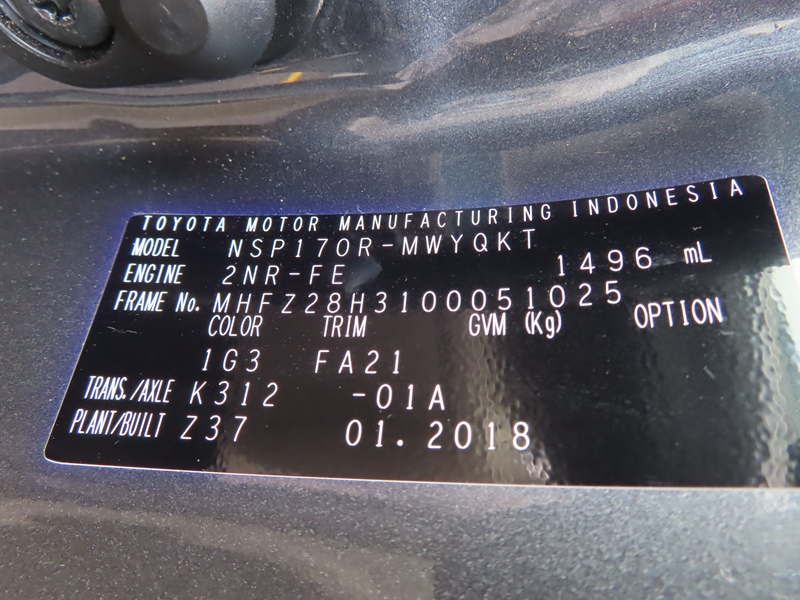 TOYOTA MOTOR MANUFACTURING INDONESIA
MODEL NSP170R-MWYQKT
ENGINE 2NR-FE 1496 mL
FRAME No. MHFZ28H3100051025
COLOR TRIM GVM (Kg) OPTION
1G3 FA21
TRANS./AXLE K312 -01A
PLANT/BUILT Z37 01.2018